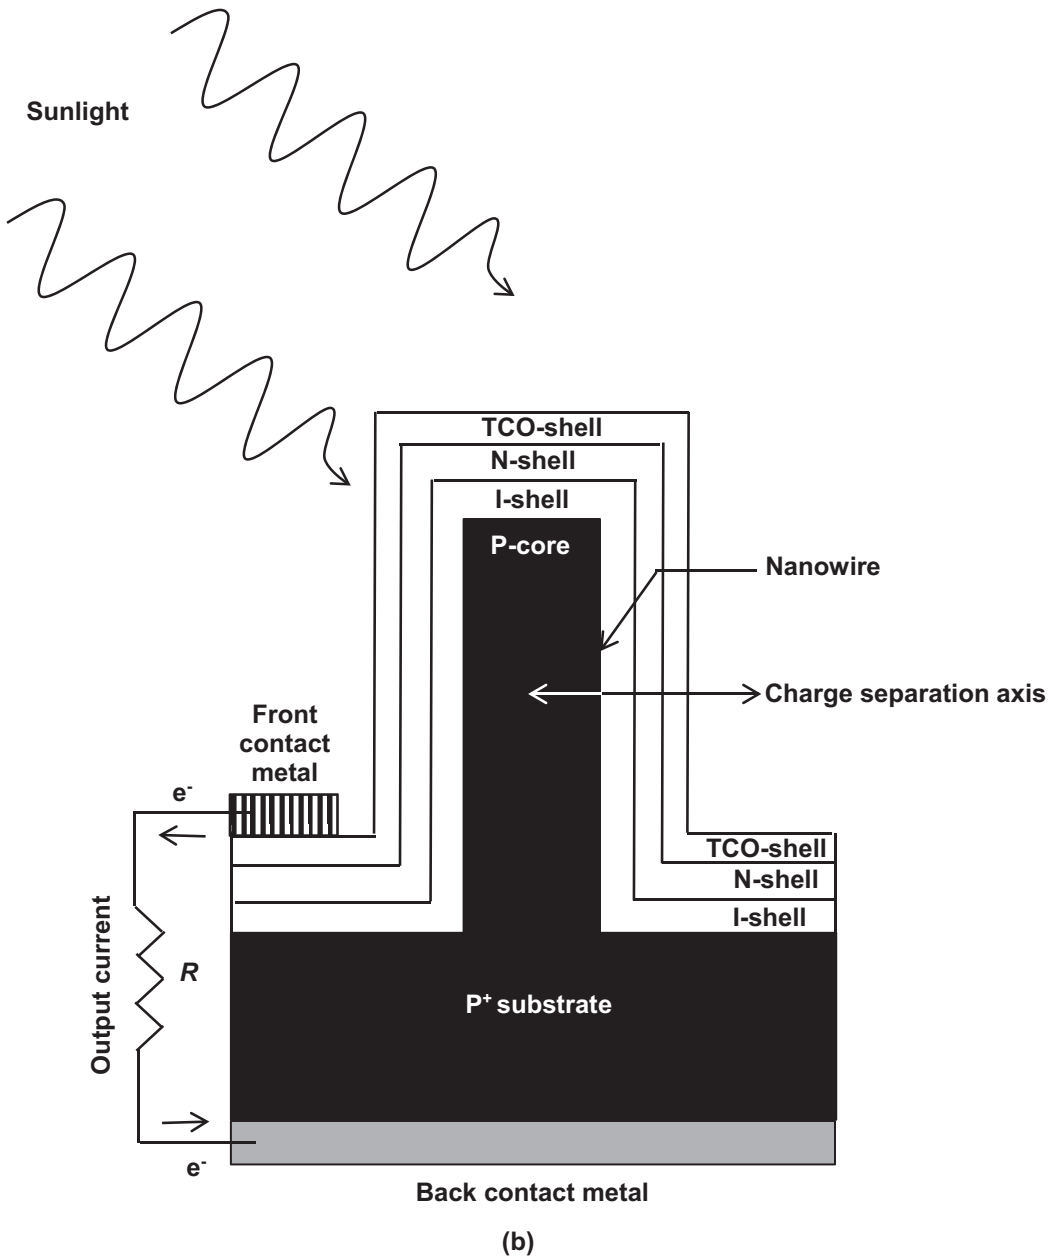 Sunlight
TCO-shell
N-shell
I-shell
P-core
Nanowire
Charge separation axis
Front
contact
metal
e-
TCO-shell
N-shell
I-shell
Output current
R
P+ substrate
e-
Back contact metal
(b)